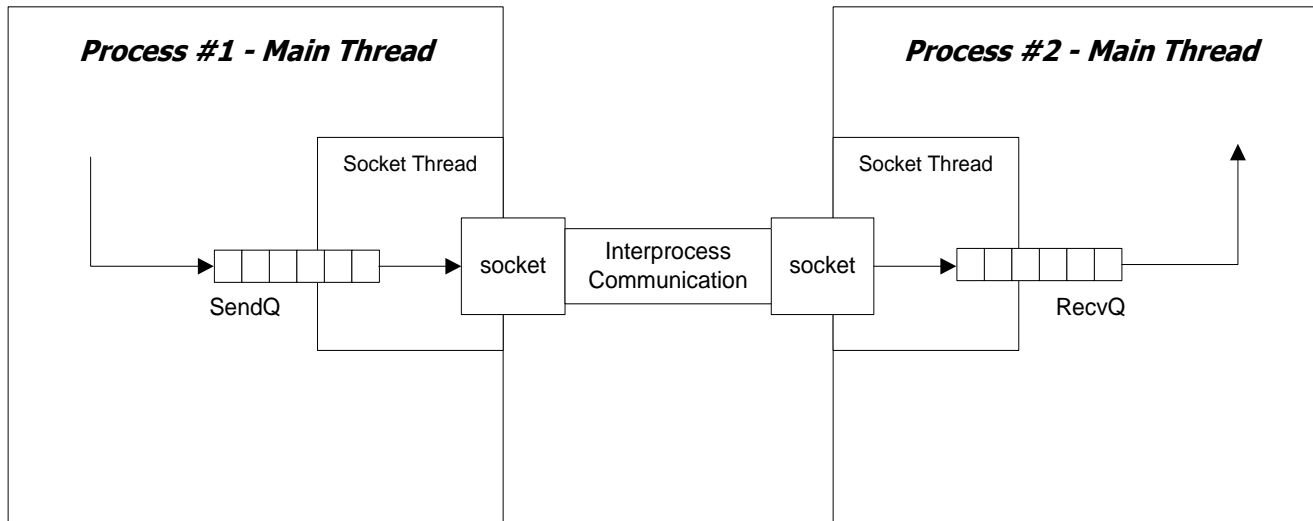 Process #1 - Main Thread
Process #2 - Main Thread
Socket Thread
Socket Thread
socket
Interprocess
Communication
socket
SendQ
RecvQ